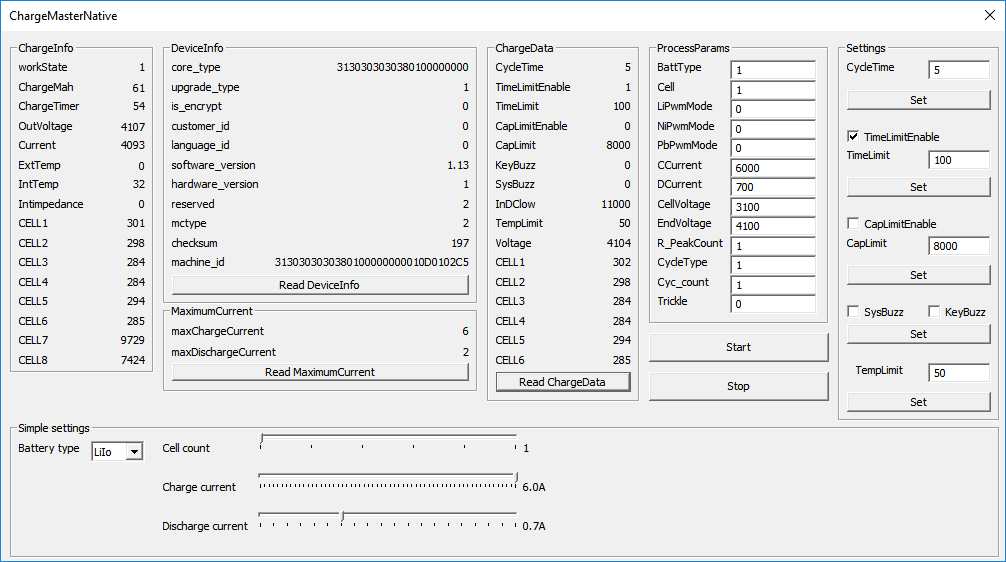 ChargeMasterNative
ChargeInfo
workState 1
ChargeMah 61
ChargeTimer 54
OutVoltage 4107
Current 4093
ExtTemp 0
IntTemp 32
Intimpedance 0
CELL1 301
CELL2 298
CELL3 284
CELL4 284
CELL5 294
CELL6 285
CELL7 9729
CELL8 7424
DeviceInfo
core_type 3130303030380100000000
upgrade_type 1
is_encrypt 0
customer_id 0
language_id 0
software_version 1.13
hardware_version 1
reserved 2
mctype 2
checksum 197
machine_id 313030303038010000000010D0102C5
Read DeviceInfo
MaximumCurrent
maxChargeCurrent 6
maxDischargeCurrent 2
Read MaximumCurrent
ChargeData
CycleTime 5
TimeLimitEnable 1
TimeLimit 100
CapLimitEnable 0
CapLimit 8000
KeyBuzz 0
SysBuzz 0
InDClow 11000
TempLimit 50
Voltage 4104
CELL1 302
CELL2 298
CELL3 284
CELL4 284
CELL5 294
CELL6 285
Read ChargeData
ProcessParams
BattType 1
Cell 1
LiPwmMode 0
NiPwmMode 0
PbPwmMode 0
CCurrent 6000
DCurrent 700
CellVoltage 3100
EndVoltage 4100
R_PeakCount 1
CycleType 1
Cyc_count 1
Trickle 0
Start
Stop
Settings
CycleTime 5
Set
TimeLimitEnable
TimeLimit 100
Set
CapLimitEnable
CapLimit 8000
Set
SysBuzz KeyBuzz
Set
TempLimit 50
Set
Simple settings
Battery type LiIo
Cell count 1
Charge current 6.0A
Discharge current 0.7A